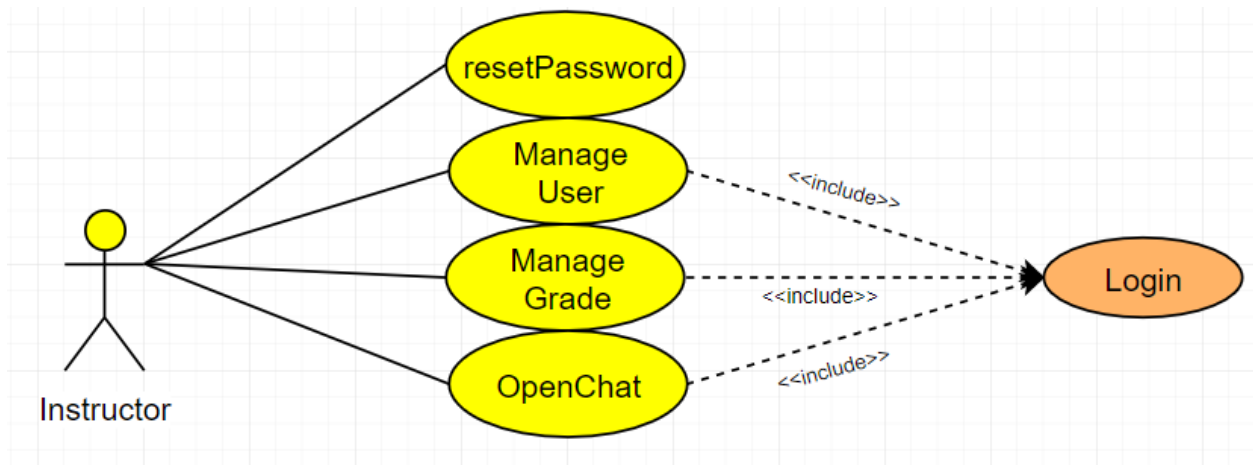 resetPassword
Manage
User
<<include>>
Manage
Grade
<<include>>
Login
OpenChat
<<include>>
Instructor